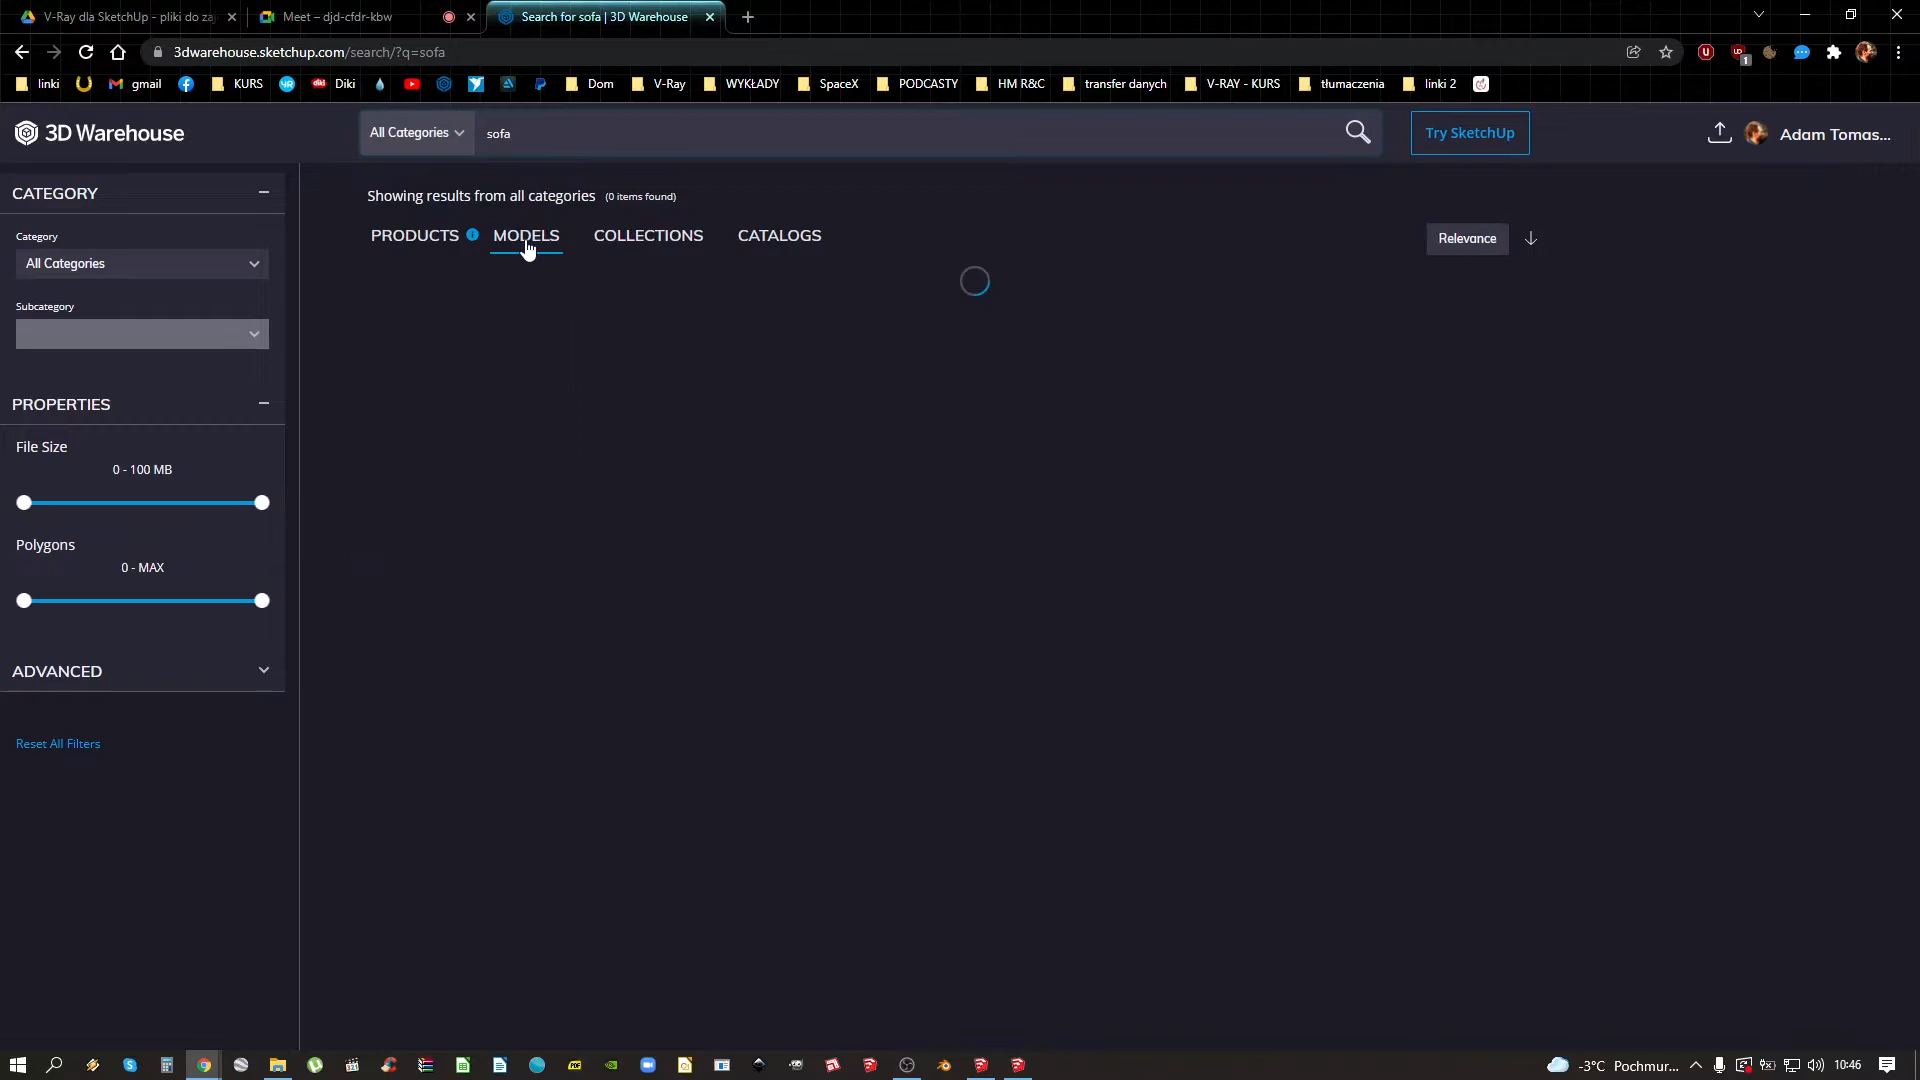 V-Ray dla SketchUp - pliki do za
Meet – djd-cfdr-kbw
Search for sofa | 3D Warehouse
3dwarehouse.sketchup.com/search/?q=sofa
linki
gmail
KURS
Diki
Dom
V-Ray
WYKŁADY
SpaceX
PODCASTY
HM R&C
transfer danych
V-RAY - KURS
tłumaczenia
linki 2
3D Warehouse
All Categories
sofa
Try SketchUp
Adam Tomas...
CATEGORY
Category
All Categories
Subcategory
PROPERTIES
File Size
0 - 100 MB
Polygons
0 - MAX
ADVANCED
Reset All Filters
Showing results from all categories (0 items found)
PRODUCTS
MODELS
COLLECTIONS
CATALOGS
Relevance
-3°C Pochmur...
10:46